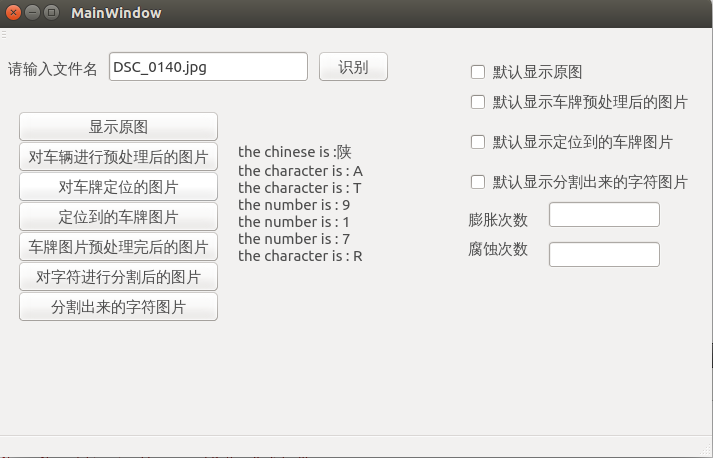 MainWindow
请输入文件名
DSC_0140.jpg
识别
显示原图
对车辆进行预处理后的图片
对车牌定位的图片
定位到的车牌图片
车牌图片预处理完后的图片
对字符进行分割后的图片
分割出来的字符图片
the chinese is :陕
the character is : A
the character is : T
the number is : 9
the number is : 1
the number is : 7
the character is : R
默认显示原图
默认显示车牌预处理后的图片
默认显示定位到的车牌图片
默认显示分割出来的字符图片
膨胀次数
腐蚀次数